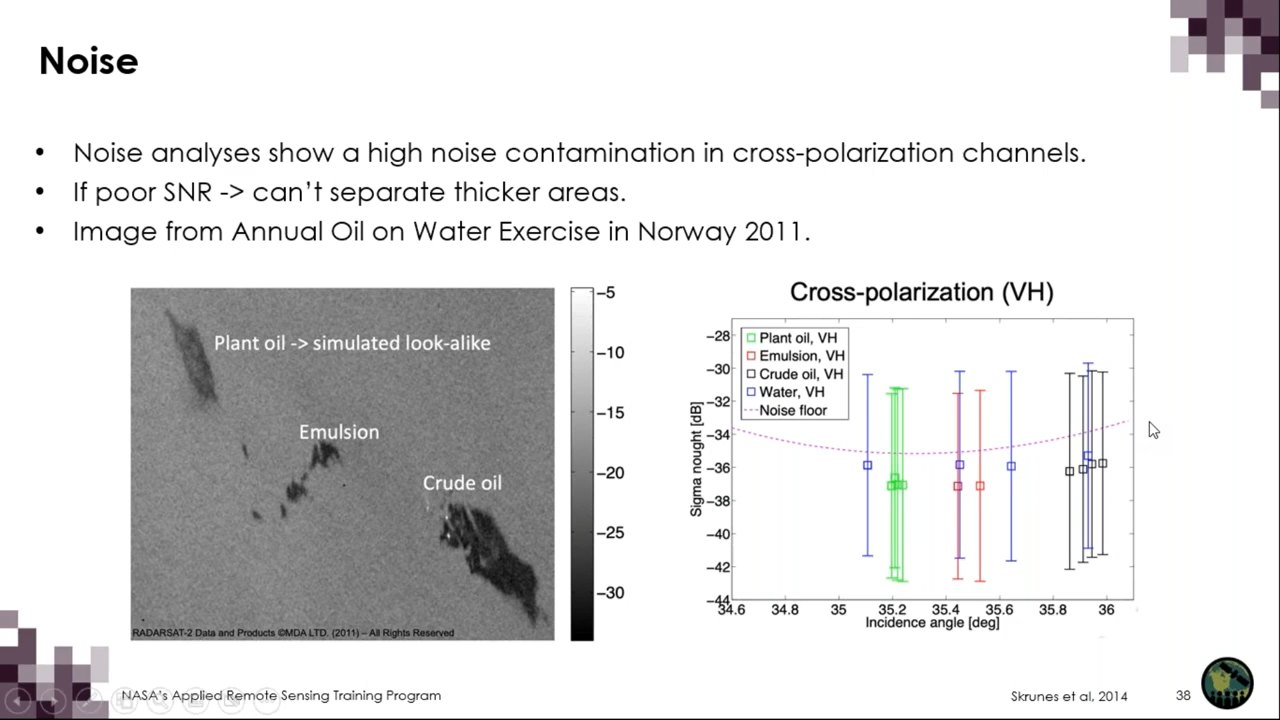 Noise
• Noise analyses show a high noise contamination in cross-polarization channels.
• If poor SNR -> can't separate thicker areas.
• Image from Annual Oil on Water Exercise in Norway 2011.
Plant oil -> simulated look-alike
Emulsion
Crude oil
RADARSAT-2 Data and Products ©MDA LTD. (2011) – All Rights Reserved
−5
−10
−15
−20
−25
−30
Cross-polarization (VH)
Plant oil, VH
Emulsion, VH
Crude oil, VH
Water, VH
Noise floor
Sigma nought [dB]
−28
−30
−32
−34
−36
−38
−40
−42
−44
34.6 34.8 35 35.2 35.4 35.6 35.8 36
Incidence angle [deg]
NASA's Applied Remote Sensing Training Program
Skrunes et al, 2014
38